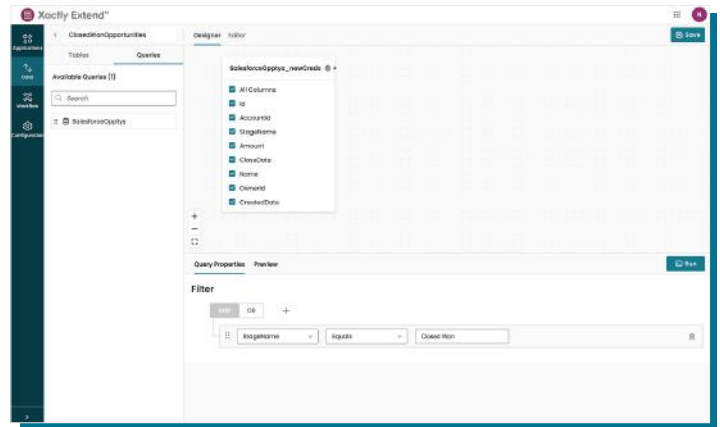 Xactly Extend™
N
Applications
Data
Workflow
Configuration
ClosedWonOpportunities
Tables Queries
Available Queries (1)
Search
SalesforceOpptys
Designer Editor
Save
SalesforceOpptys_newCreds
All Columns
Id
AccountId
StageName
Amount
CloseDate
Name
OwnerId
CreatedDate
Query Properties Preview
Run
Filter
AND OR +
StageName Equals Closed Won